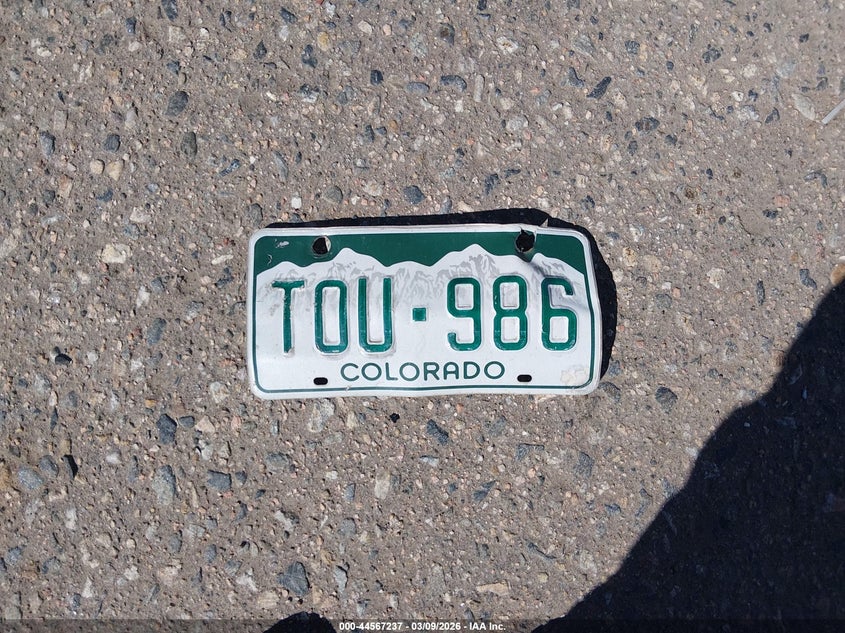 TOU·986
COLORADO
000-44567237 - 03/09/2026 - IAA Inc.